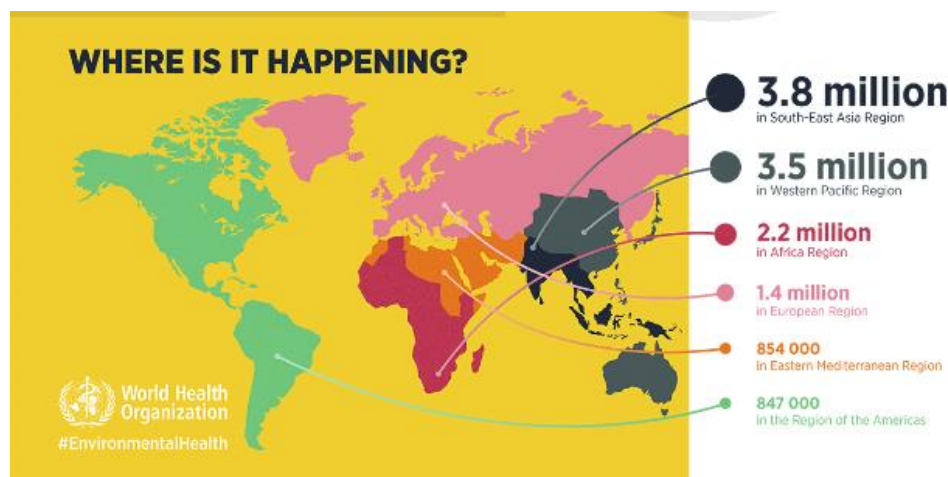 WHERE IS IT HAPPENING?
3.8 million
in South-East Asia Region
3.5 million
in Western Pacific Region
2.2 million
in Africa Region
1.4 million
in European Region
854 000
in Eastern Mediterranean Region
847 000
in the Region of the Americas
World Health
Organization
#EnvironmentalHealth